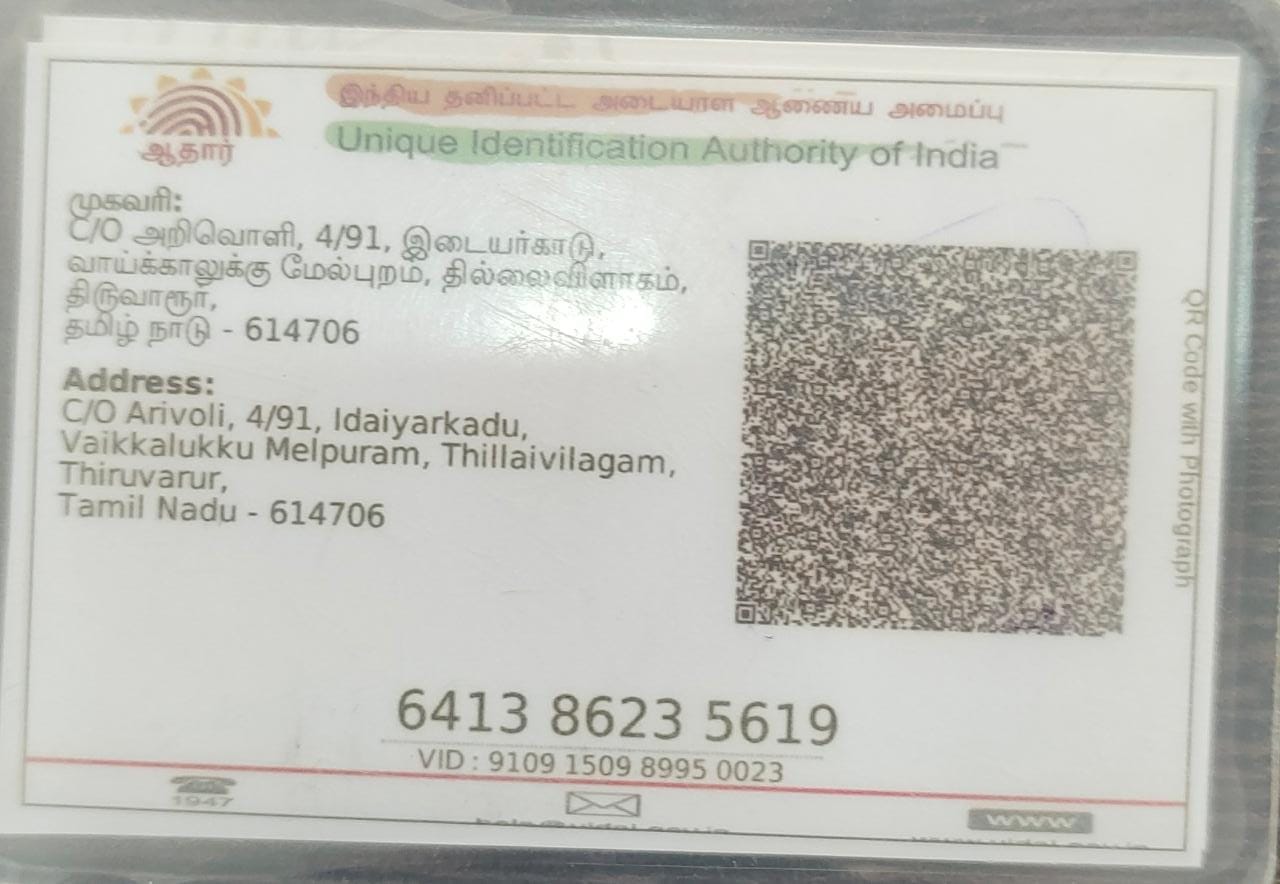 இந்திய தனிப்பட்ட அடையாள ஆணைய அமைப்பு
Unique Identification Authority of India
ஆதார்
முகவரி:
C/O அறிவொளி, 4/91, இடையர்காடு,
வாய்க்காலுக்கு மேல்புறம், தில்லைவிளாகம்,
திருவாரூர்,
தமிழ் நாடு - 614706
Address:
C/O Arivoli, 4/91, Idaiyarkadu,
Vaikkalukku Melpuram, Thillaivilagam,
Thiruvarur,
Tamil Nadu - 614706
QR Code with Photograph
6413 8623 5619
VID : 9109 1509 8995 0023
1947
www